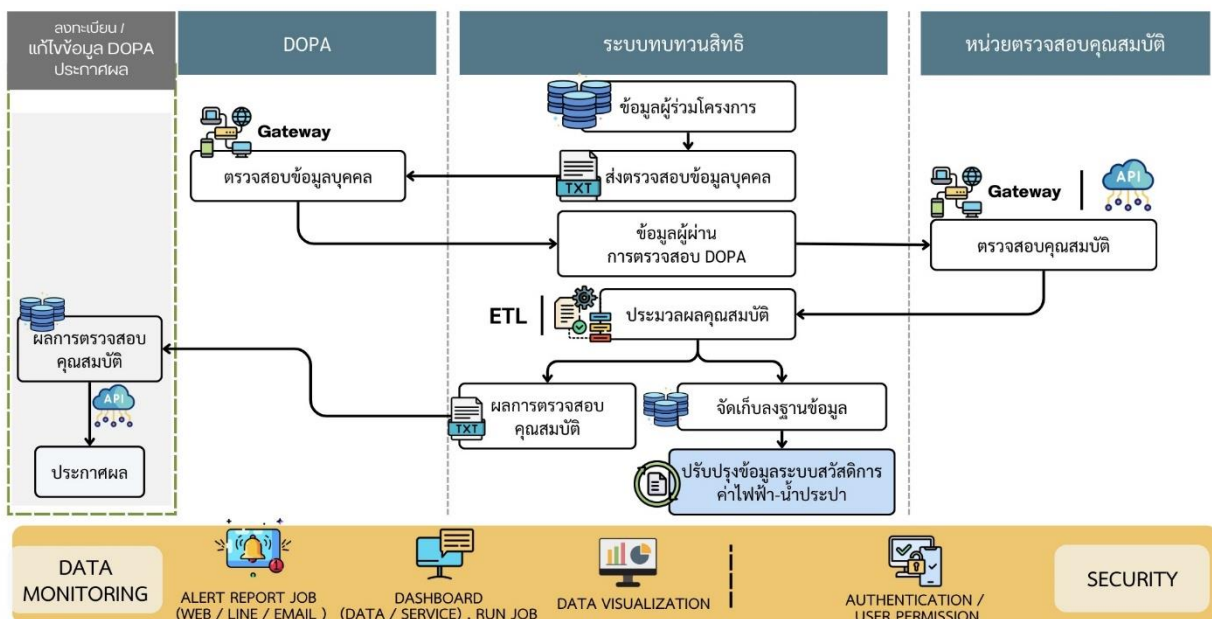 ลงทะเบียน /
แก้ไขข้อมูล DOPA
ประกาศผล
DOPA
ระบบทบทวนสิทธิ
หน่วยตรวจสอบคุณสมบัติ
ข้อมูลผู้ร่วมโครงการ
Gateway
ตรวจสอบข้อมูลบุคคล
TXT
ส่งตรวจสอบข้อมูลบุคคล
Gateway
API
ข้อมูลผู้ผ่าน
การตรวจสอบ DOPA
ตรวจสอบคุณสมบัติ
ETL
ประมวลผลคุณสมบัติ
ผลการตรวจสอบ
คุณสมบัติ
API
ประกาศผล
TXT
ผลการตรวจสอบ
คุณสมบัติ
จัดเก็บลงฐานข้อมูล
ปรับปรุงข้อมูลระบบสวัสดิการ
ค่าไฟฟ้า-น้ำประปา
DATA
MONITORING
ALERT REPORT JOB
(WEB / LINE / EMAIL )
DASHBOARD
(DATA / SERVICE) , RUN JOB
DATA VISUALIZATION
AUTHENTICATION /
USER PERMISSION
SECURITY